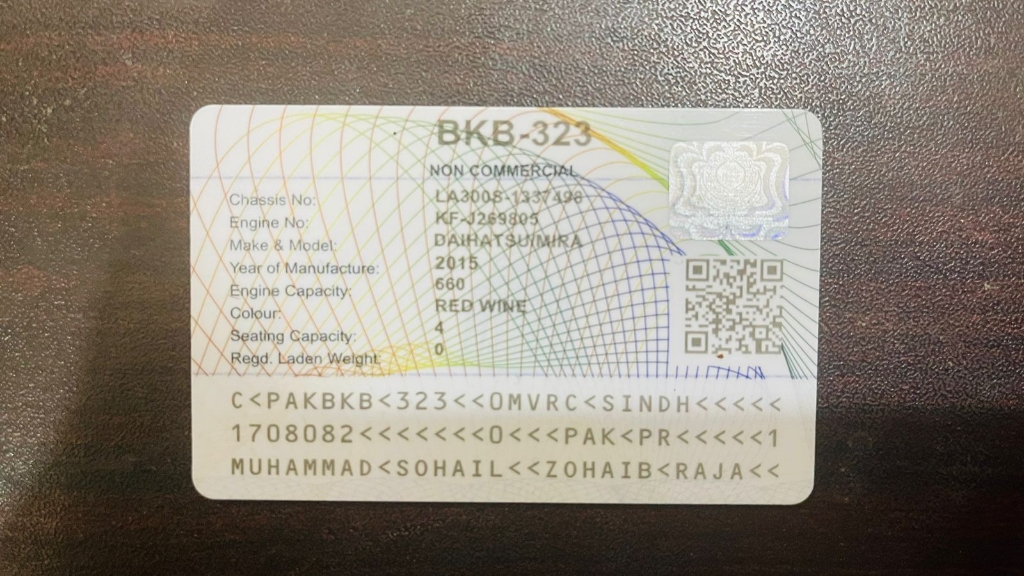 BKB-323
NON COMMERCIAL
Chassis No: LA300S-1337496
Engine No: KF-J269805
Make & Model: DAIHATSU/MIRA
Year of Manufacture: 2015
Engine Capacity: 660
Colour: RED WINE
Seating Capacity: 4
Regd. Laden Weight: 0
C<PAKBKB<323<<OMVRC<SINDH<<<<<
1708082<<<<<<<0<<<PAK<PR<<<<<1
MUHAMMAD<SOHAIL<<ZOHAIB<RAJA<<